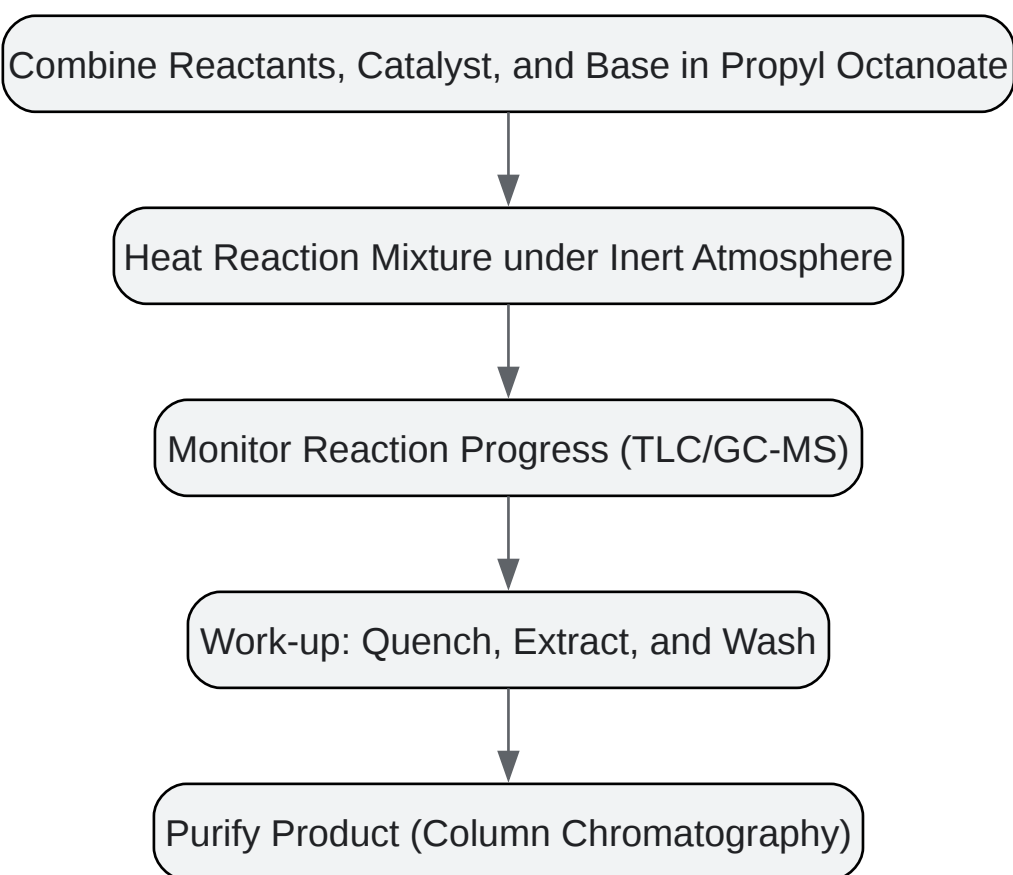 Combine Reactants, Catalyst, and Base in Propyl Octanoate
Heat Reaction Mixture under Inert Atmosphere
Monitor Reaction Progress (TLC/GC-MS)
Work-up: Quench, Extract, and Wash
Purify Product (Column Chromatography)